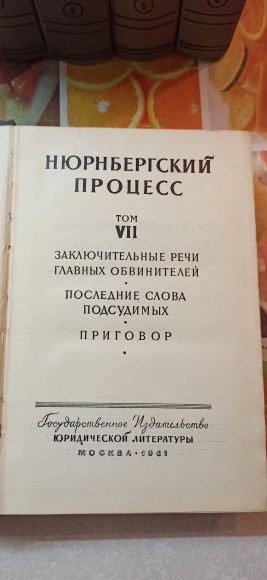 НЮРНБЕРГСКИЙ
ПРОЦЕСС
ТОМ
VII
ЗАКЛЮЧИТЕЛЬНЫЕ РЕЧИ
ГЛАВНЫХ ОБВИНИТЕЛЕЙ
•
ПОСЛЕДНИЕ СЛОВА
ПОДСУДИМЫХ
•
ПРИГОВОР
•
Государственное Издательство
ЮРИДИЧЕСКОЙ ЛИТЕРАТУРЫ
МОСКВА • 1961